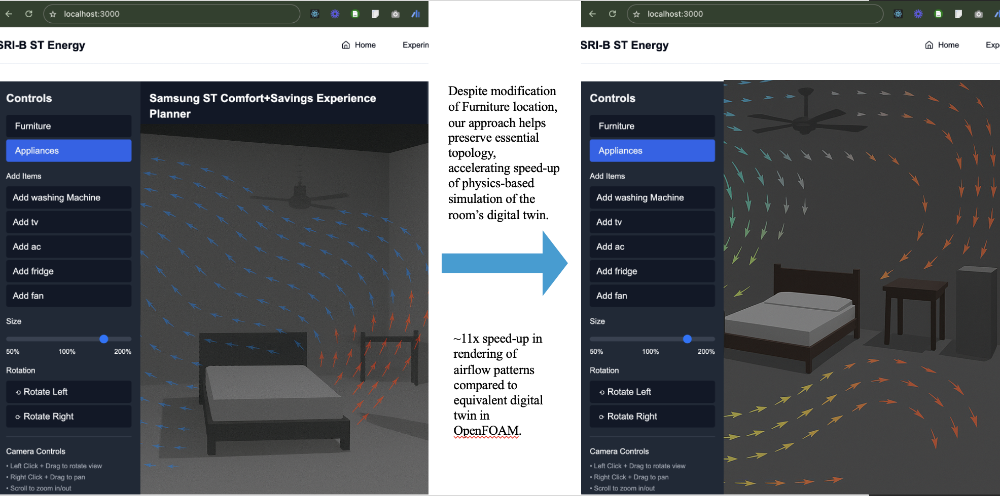 localhost:3000
SRI-B ST Energy
Home
Experim
Controls
Furniture
Appliances
Add Items
Add washing Machine
Add tv
Add ac
Add fridge
Add fan
Size
50% 100% 200%
Rotation
Rotate Left
Rotate Right
Camera Controls
• Left Click + Drag to rotate view
• Right Click + Drag to pan
• Scroll to zoom in/out
Samsung ST Comfort+Savings Experience
Planner
Despite modification
of Furniture location,
our approach helps
preserve essential
topology,
accelerating speed-up
of physics-based
simulation of the
room’s digital twin.
~11x speed-up in
rendering of
airflow patterns
compared to
equivalent digital
twin in
OpenFOAM.
localhost:3000
SRI-B ST Energy
Home
Exp
Controls
Furniture
Appliances
Add Items
Add washing Machine
Add tv
Add ac
Add fridge
Add fan
Size
50% 100% 200%
Rotation
Rotate Left
Rotate Right
Camera Controls
• Left Click + Drag to rotate view
• Right Click + Drag to pan
• Scroll to zoom in/out